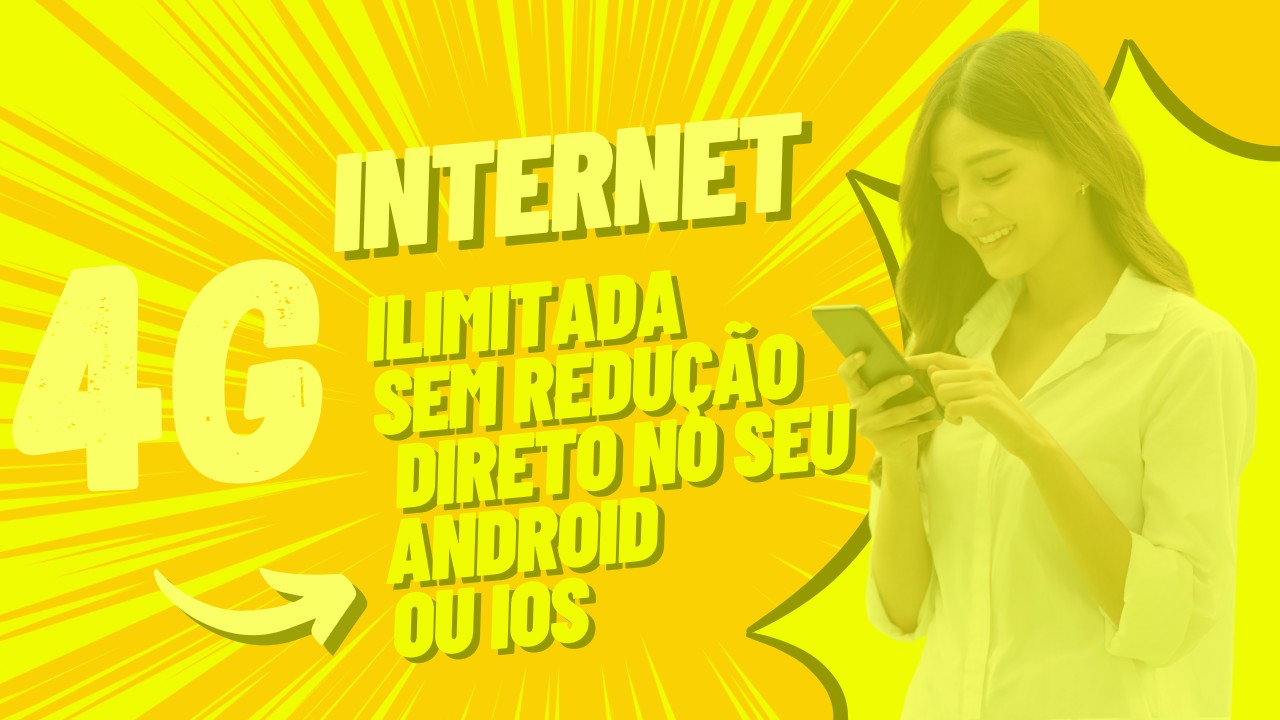 INTERNET
4G
ILIMITADA
SEM REDUÇÃO
DIRETO NO SEU
ANDROID
OU IOS